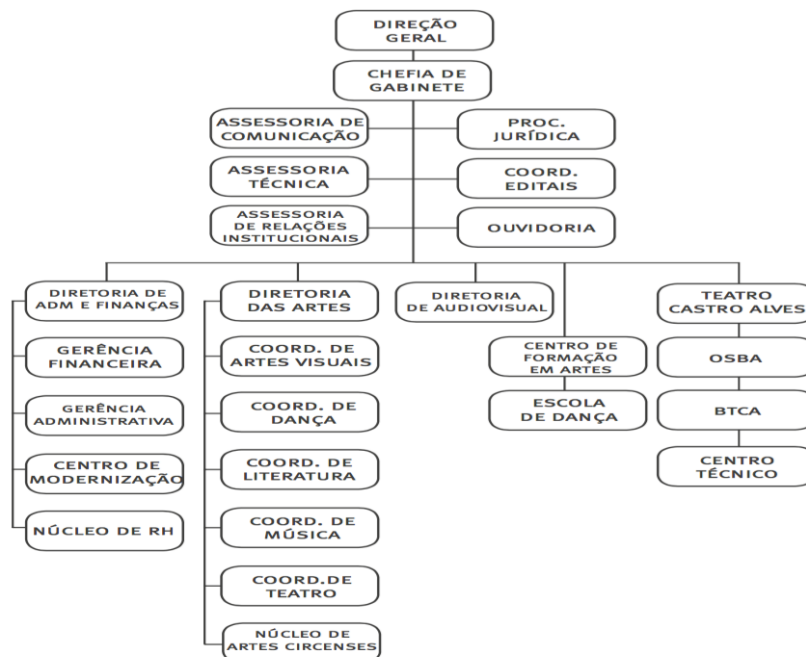 DIREÇÃO
GERAL
CHEFIA DE
GABINETE
ASSESSORIA DE
COMUNICAÇÃO
PROC.
JURÍDICA
ASSESSORIA
TÉCNICA
COORD.
EDITAIS
ASSESSORIA
DE RELAÇÕES
INSTITUCIONAIS
OUVIDORIA
DIRETORIA DE
ADM E FINANÇAS
GERÊNCIA
FINANCEIRA
GERÊNCIA
ADMINISTRATIVA
CENTRO DE
MODERNIZAÇÃO
NÚCLEO DE RH
DIRETORIA
DAS ARTES
COORD. DE
ARTES VISUAIS
COORD. DE
DANÇA
COORD. DE
LITERATURA
COORD. DE
MÚSICA
COORD.DE
TEATRO
NÚCLEO DE
ARTES CIRCENSES
DIRETORIA
DE AUDIOVISUAL
CENTRO DE
FORMAÇÃO
EM ARTES
ESCOLA
DE DANÇA
TEATRO
CASTRO ALVES
OSBA
BTCA
CENTRO
TÉCNICO